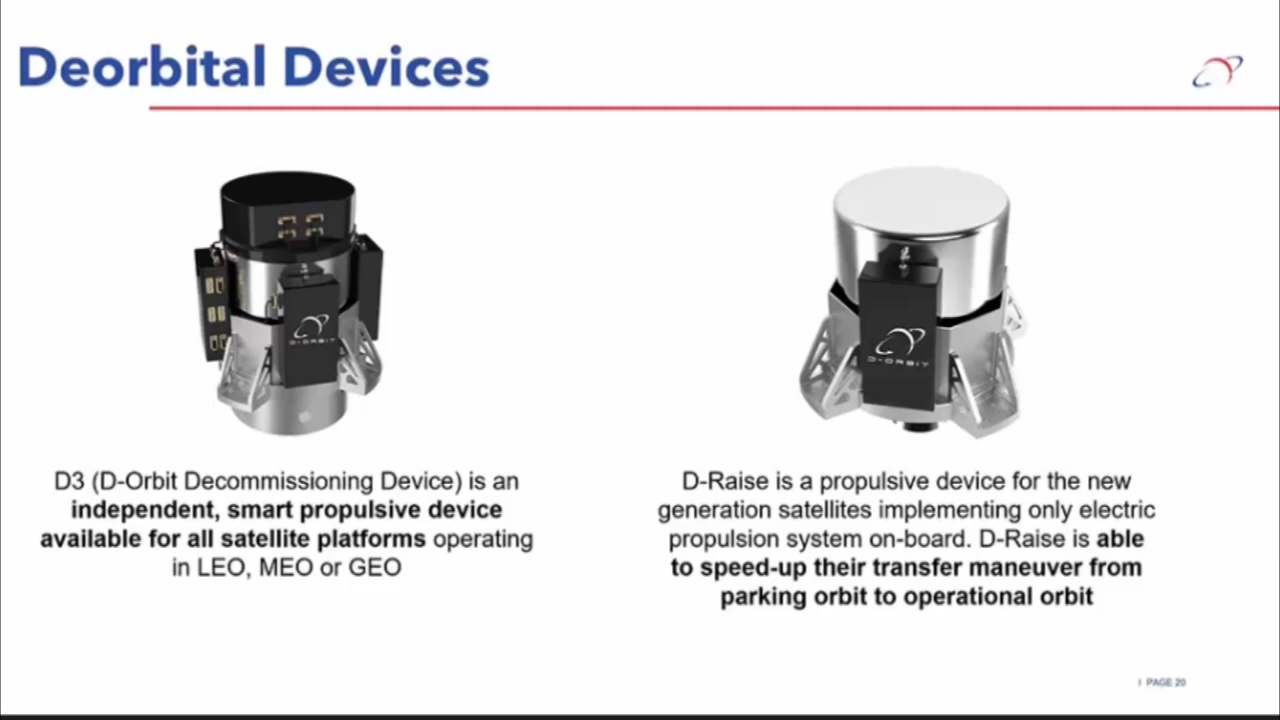 Deorbital Devices
D-ORBIT
D-ORBIT
D3 (D-Orbit Decommissioning Device) is an
independent, smart propulsive device
available for all satellite platforms operating
in LEO, MEO or GEO
D-Raise is a propulsive device for the new
generation satellites implementing only electric
propulsion system on-board. D-Raise is able
to speed-up their transfer maneuver from
parking orbit to operational orbit
I PAGE 20